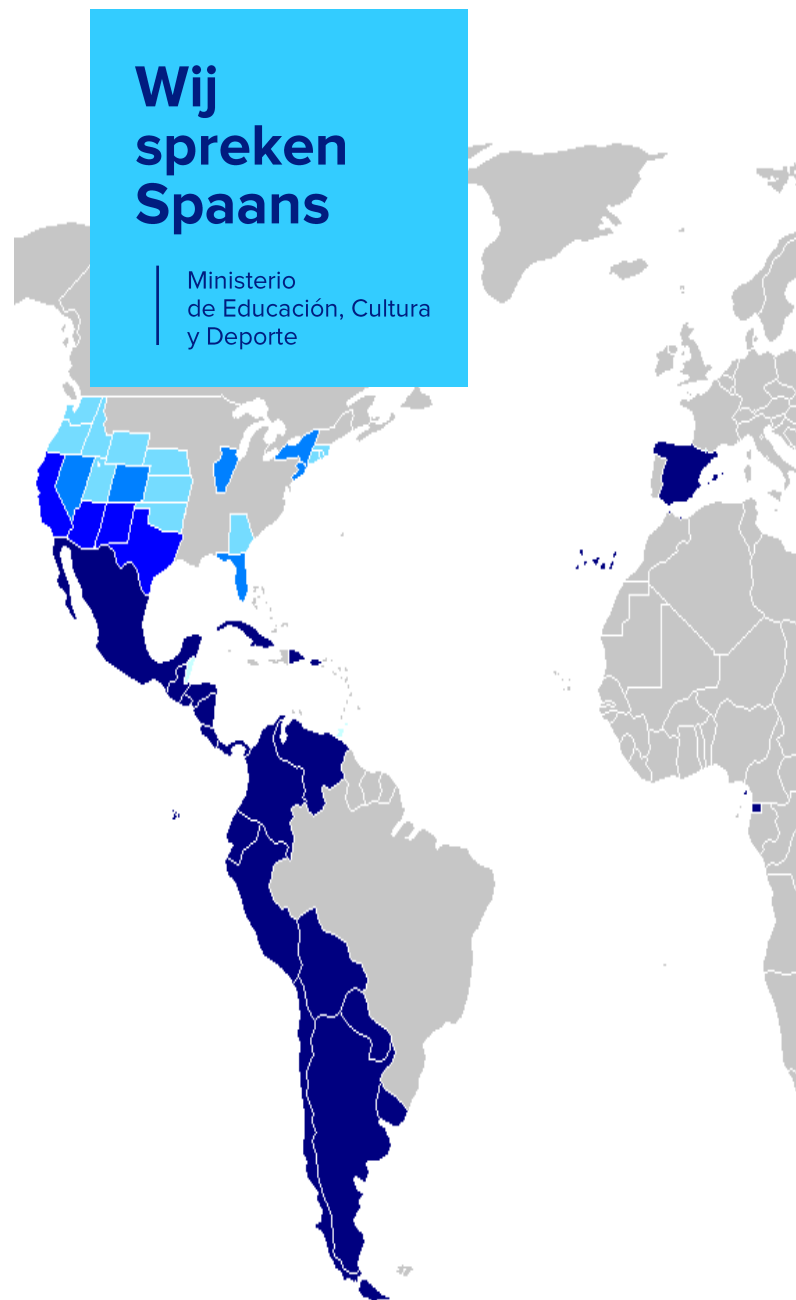 Wij
spreken
Spaans
Ministerio
de Educación, Cultura
y Deporte